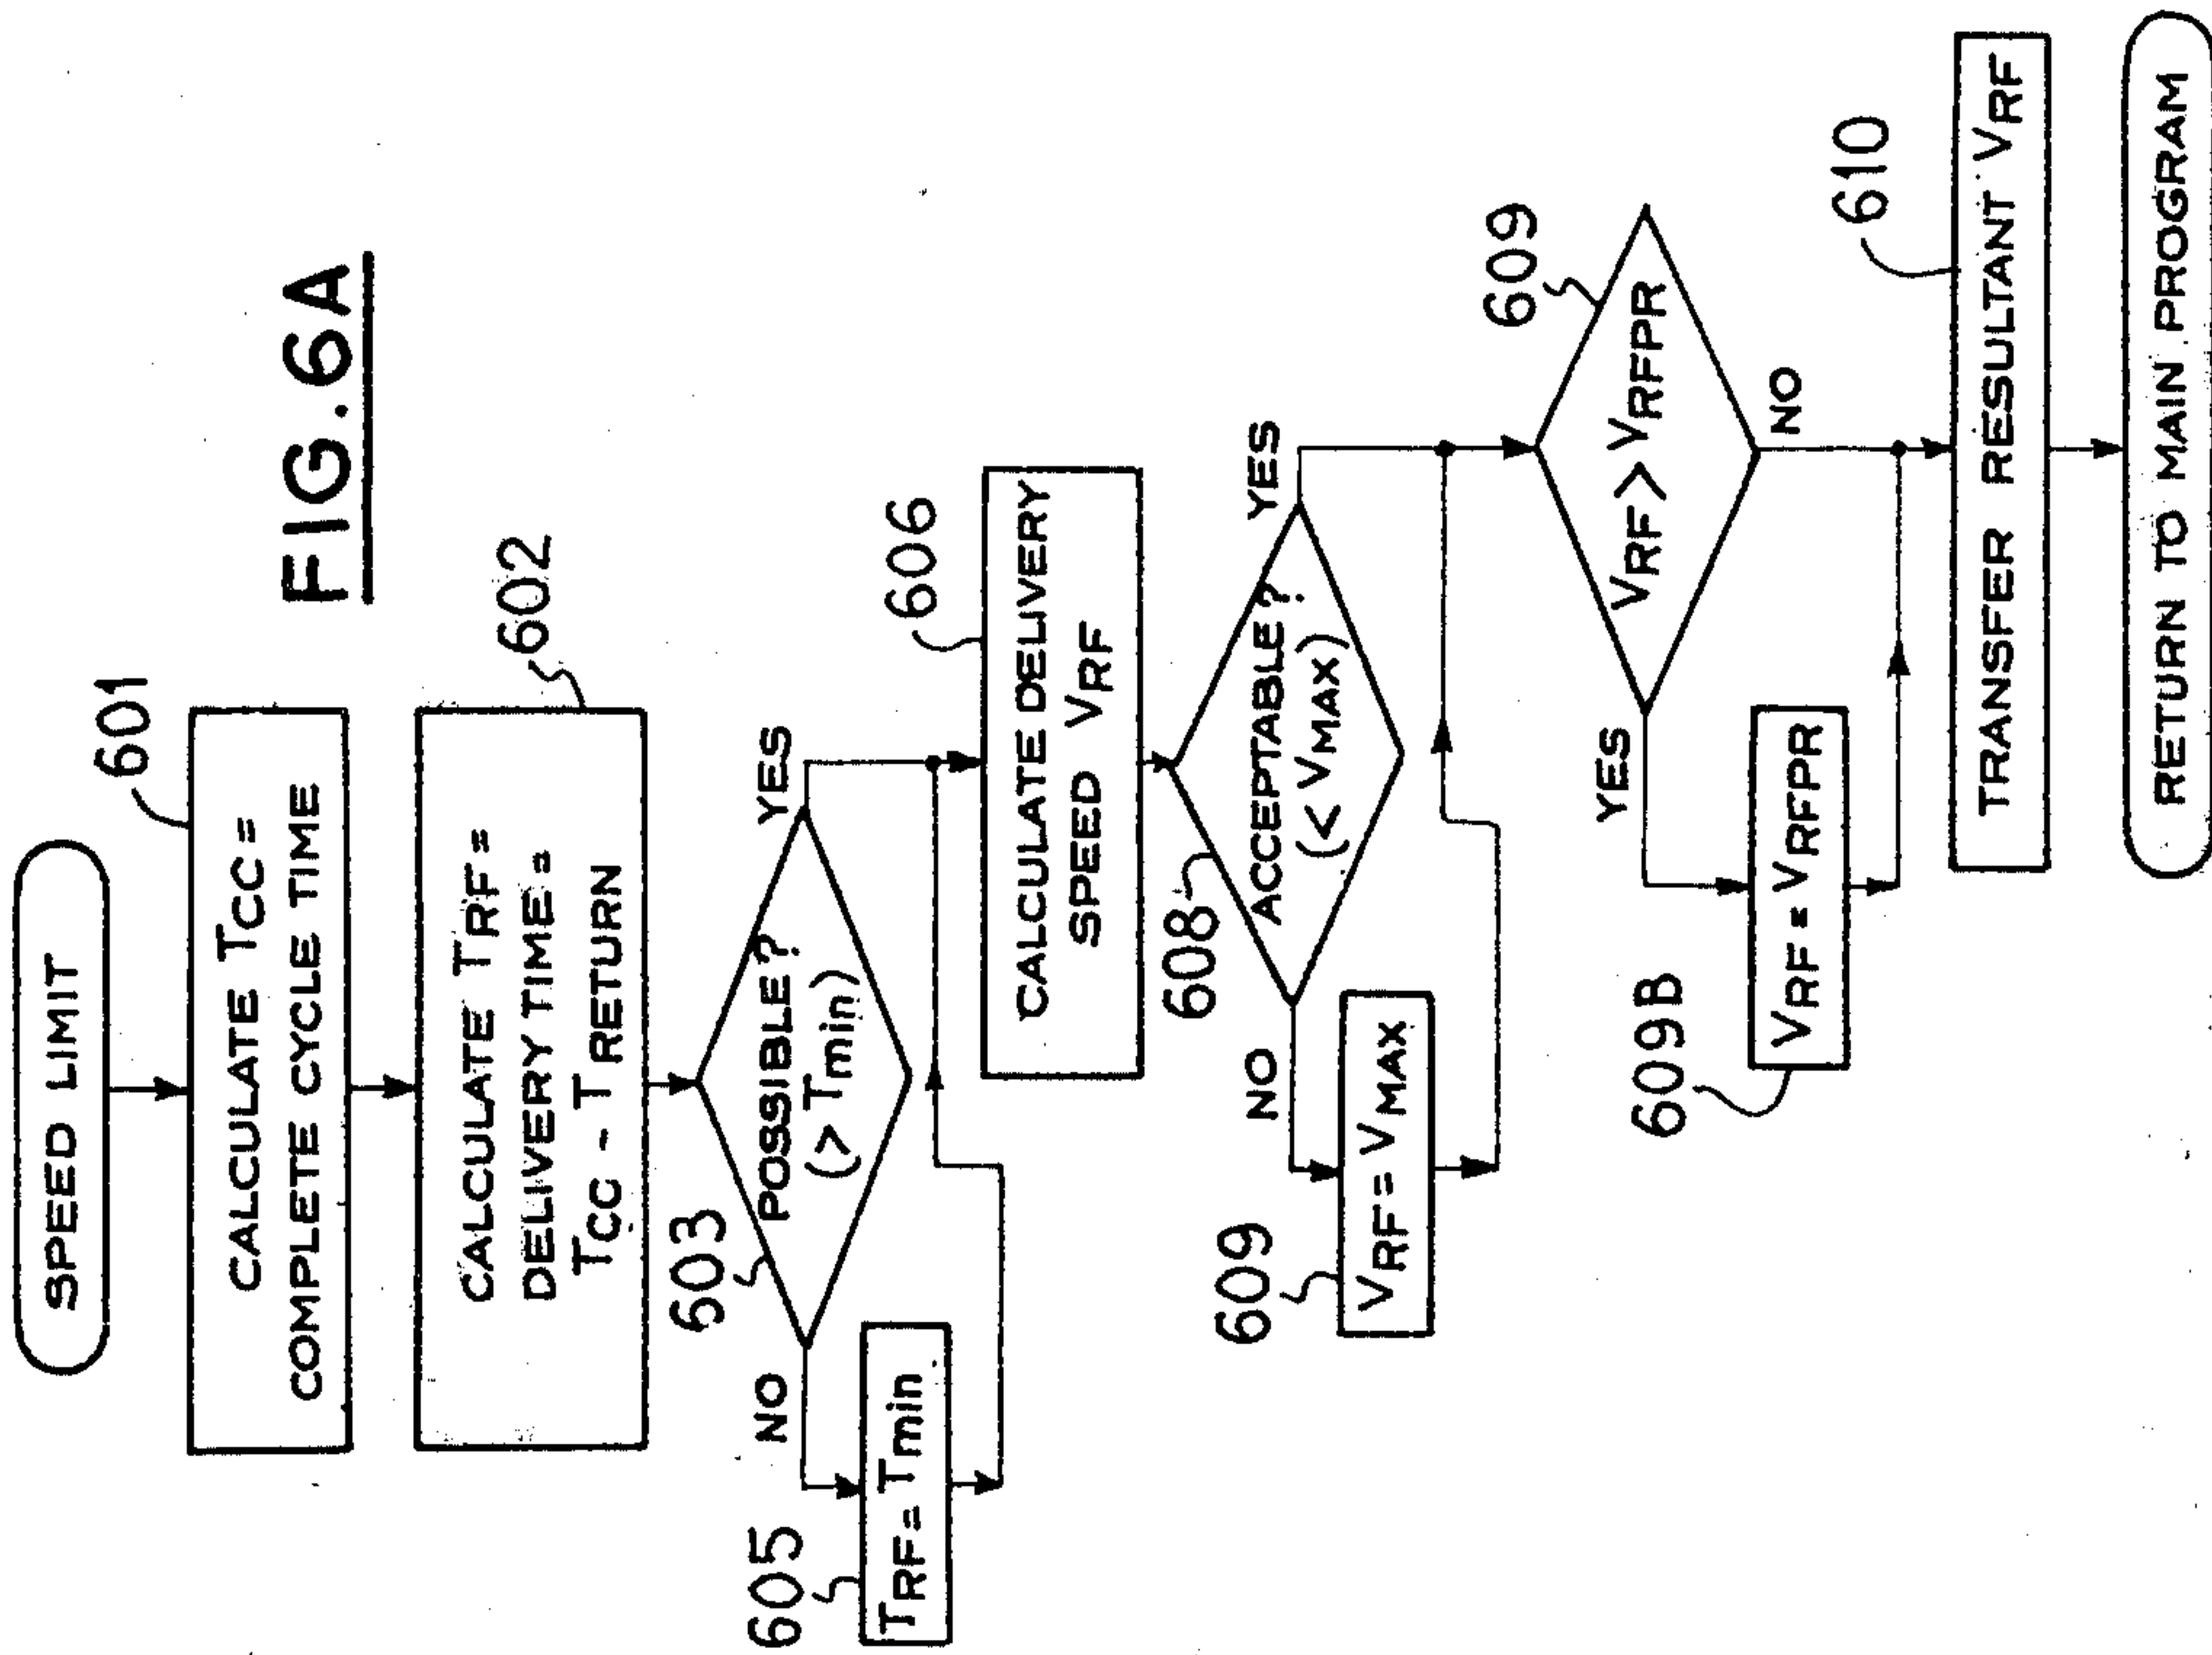 FIG. 6A
SPEED LIMIT
601
CALCULATE TCC =
COMPLETE CYCLE TIME
602
CALCULATE TRF =
DELIVERY TIME =
TCC - TRETURN
603
POSSIBLE?
(> Tmin)
YES
NO
605
TRF = Tmin
606
CALCULATE DELIVERY
SPEED VRF
608
ACCEPTABLE?
(< VMAX)
YES
NO
609
VRF = VMAX
609
VRF > VRFPR
YES
NO
609B
VRF = VRFPR
610
TRANSFER RESULTANT VRF
RETURN TO MAIN PROGRAM